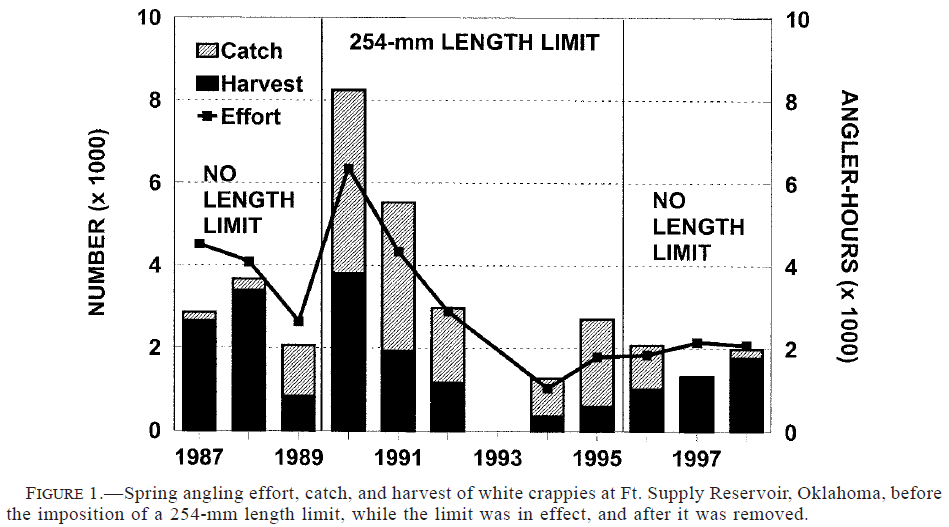 10
8
6
4
2
0
NUMBER (x 1000)
Catch
Harvest
Effort
254-mm LENGTH LIMIT
NO
LENGTH
LIMIT
NO
LENGTH
LIMIT
10
8
6
4
2
0
ANGLER-HOURS (x 1000)
1987 1989 1991 1993 1995 1997
FIGURE 1.—Spring angling effort, catch, and harvest of white crappies at Ft. Supply Reservoir, Oklahoma, before
the imposition of a 254-mm length limit, while the limit was in effect, and after it was removed.